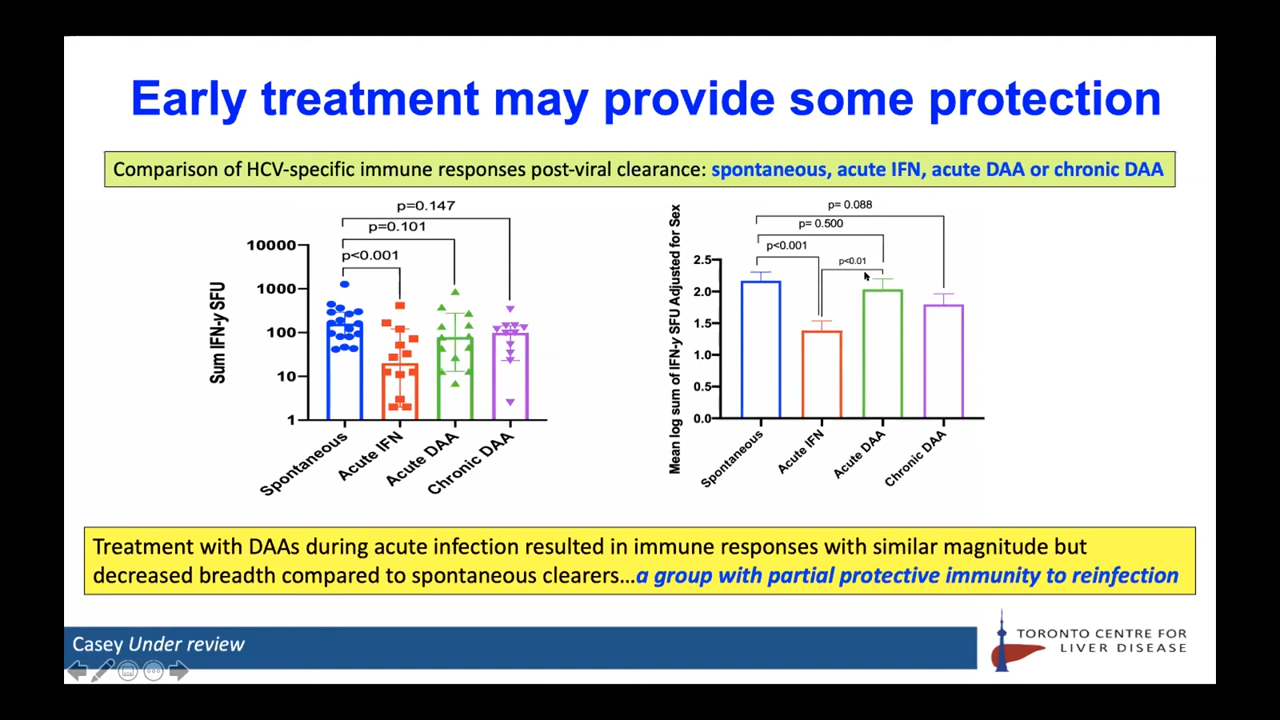 Early treatment may provide some protection
Comparison of HCV-specific immune responses post-viral clearance: spontaneous, acute IFN, acute DAA or chronic DAA
p=0.147
p=0.101
p<0.001
10000
1000
100
10
1
Sum IFN-y SFU
Spontaneous
Acute IFN
Acute DAA
Chronic DAA
p= 0.088
p= 0.500
p<0.001
p<0.01
2.5
2.0
1.5
1.0
0.5
0.0
Mean log sum of IFN-y SFU Adjusted for Sex
Spontaneous
Acute IFN
Acute DAA
Chronic DAA
Treatment with DAAs during acute infection resulted in immune responses with similar magnitude but
decreased breadth compared to spontaneous clearers...a group with partial protective immunity to reinfection
Casey Under review
TORONTO CENTRE FOR
LIVER DISEASE